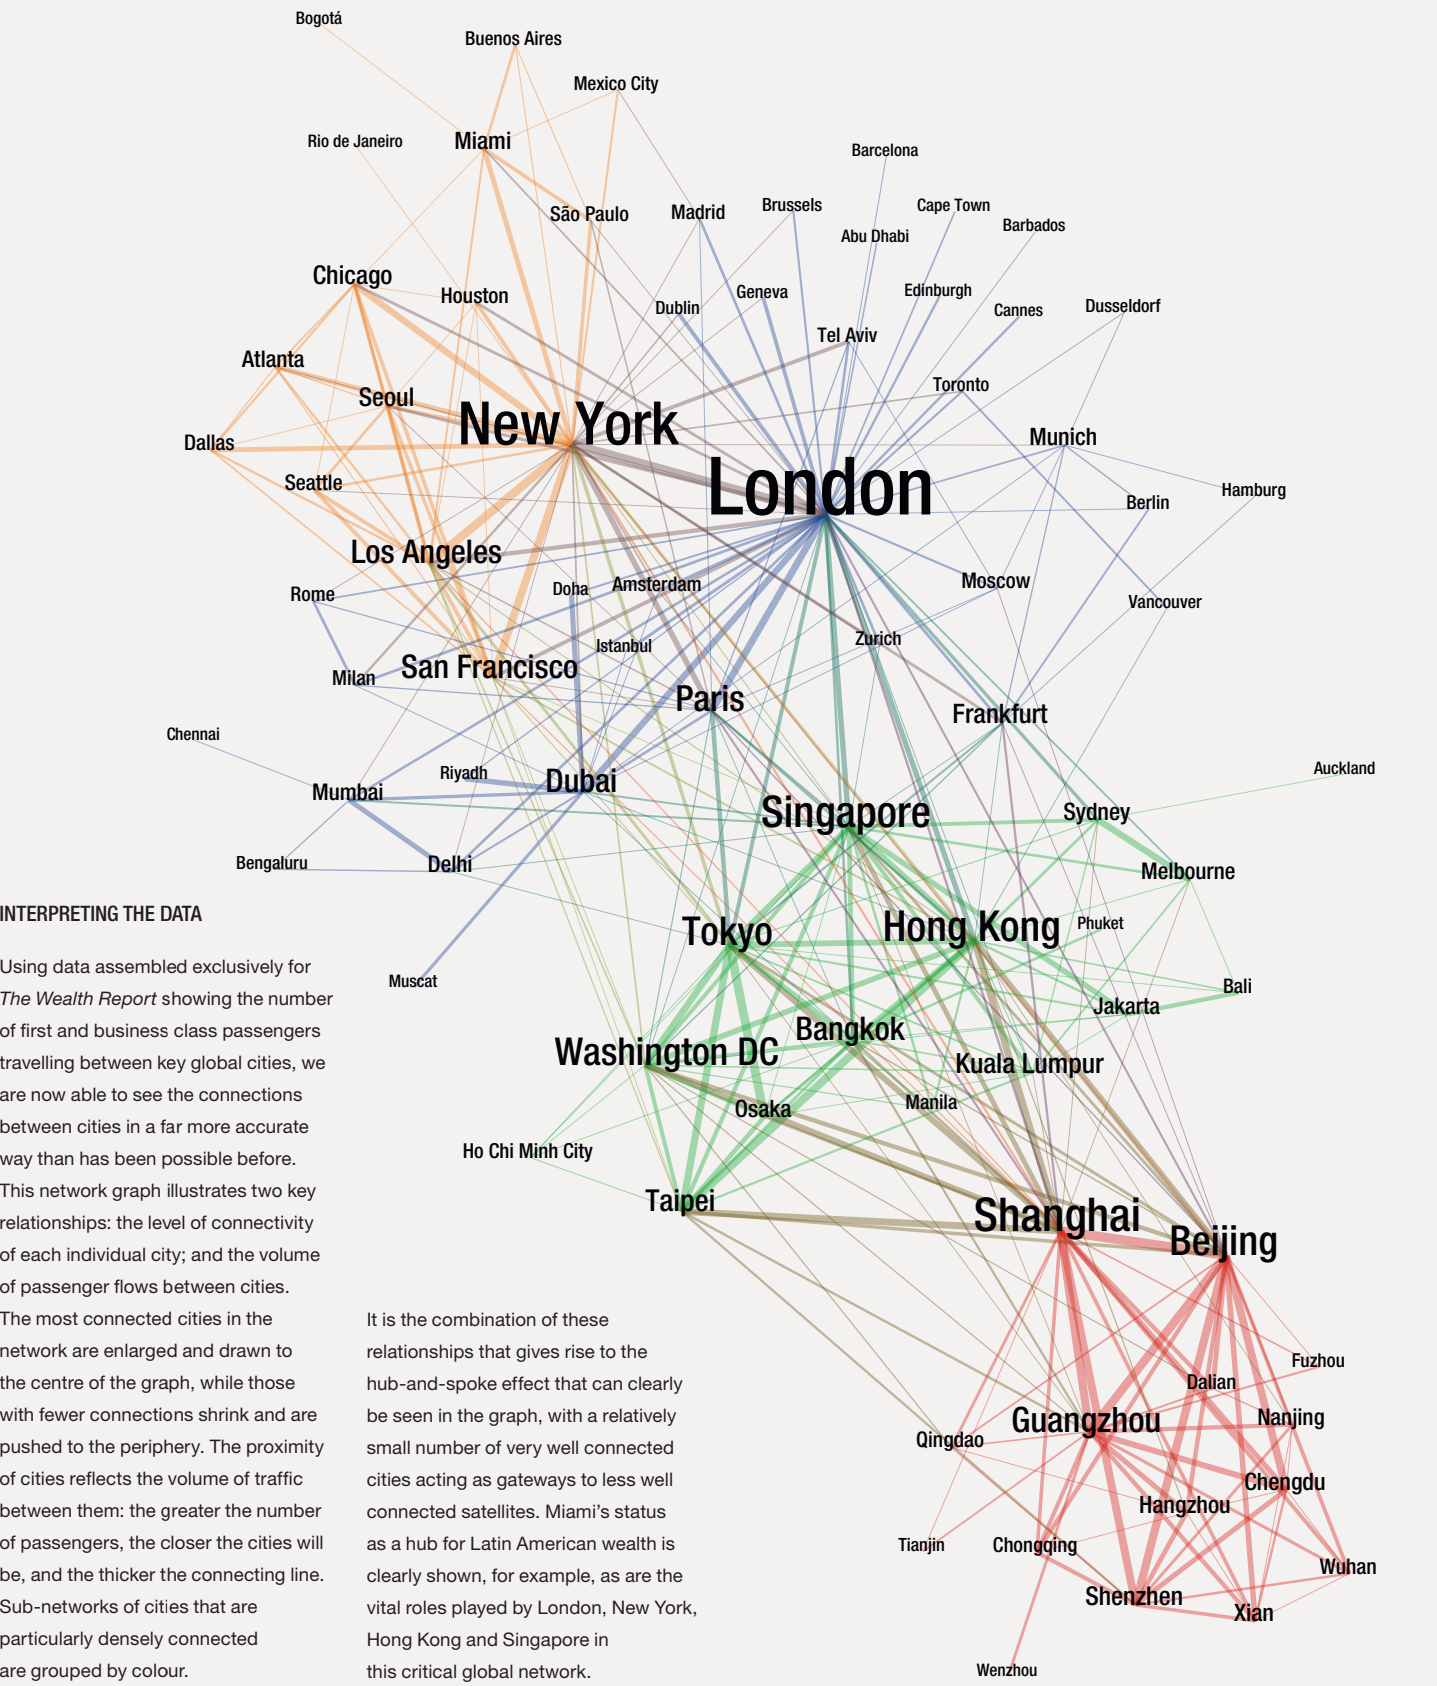 Bogotá
Buenos Aires
Mexico City
Rio de Janeiro
Miami
Barcelona
São Paulo
Madrid
Brussels
Cape Town
Abu Dhabi
Barbados
Chicago
Houston
Dublin
Geneva
Edinburgh
Cannes
Dusseldorf
Tel Aviv
Atlanta
Seoul
Toronto
New York
Dallas
Munich
London
Seattle
Berlin
Hamburg
Los Angeles
Rome
Doha
Amsterdam
Moscow
Vancouver
Istanbul
Zurich
Milan
San Francisco
Paris
Frankfurt
Chennai
Riyadh
Dubai
Mumbai
Auckland
Singapore
Sydney
Bengaluru
Delhi
Melbourne
Tokyo
Hong Kong
Phuket
Muscat
Bali
Jakarta
Bangkok
Washington DC
Kuala Lumpur
Osaka
Manila
Ho Chi Minh City
Taipei
Shanghai
Beijing
Fuzhou
Dalian
Guangzhou
Nanjing
Qingdao
Chengdu
Hangzhou
Tianjin
Chongqing
Wuhan
Shenzhen
Xian
Wenzhou
INTERPRETING THE DATA
Using data assembled exclusively for
The Wealth Report showing the number
of first and business class passengers
travelling between key global cities, we
are now able to see the connections
between cities in a far more accurate
way than has been possible before.
This network graph illustrates two key
relationships: the level of connectivity
of each individual city; and the volume
of passenger flows between cities.
The most connected cities in the
network are enlarged and drawn to
the centre of the graph, while those
with fewer connections shrink and are
pushed to the periphery. The proximity
of cities reflects the volume of traffic
between them: the greater the number
of passengers, the closer the cities will
be, and the thicker the connecting line.
Sub-networks of cities that are
particularly densely connected
are grouped by colour.
It is the combination of these
relationships that gives rise to the
hub-and-spoke effect that can clearly
be seen in the graph, with a relatively
small number of very well connected
cities acting as gateways to less well
connected satellites. Miami’s status
as a hub for Latin American wealth is
clearly shown, for example, as are the
vital roles played by London, New York,
Hong Kong and Singapore in
this critical global network.